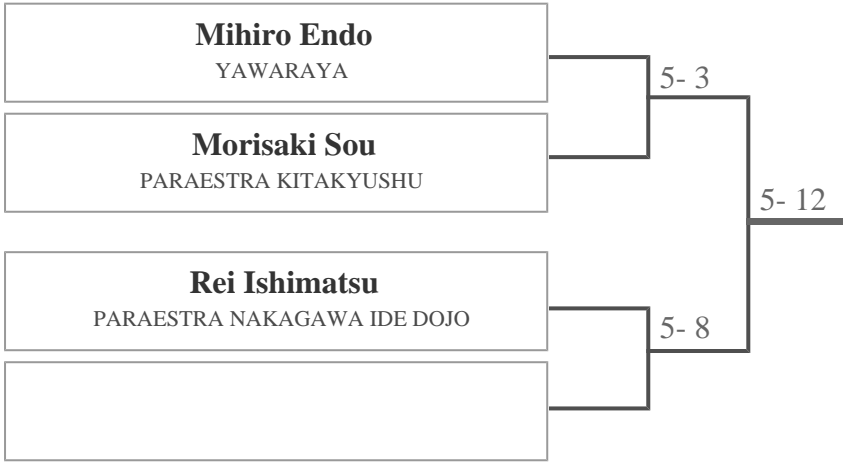 Mihiro Endo
YAWARAYA
5- 3
Morisaki Sou
PARAESTRA KITAKYUSHU
5- 12
Rei Ishimatsu
PARAESTRA NAKAGAWA IDE DOJO
5- 8